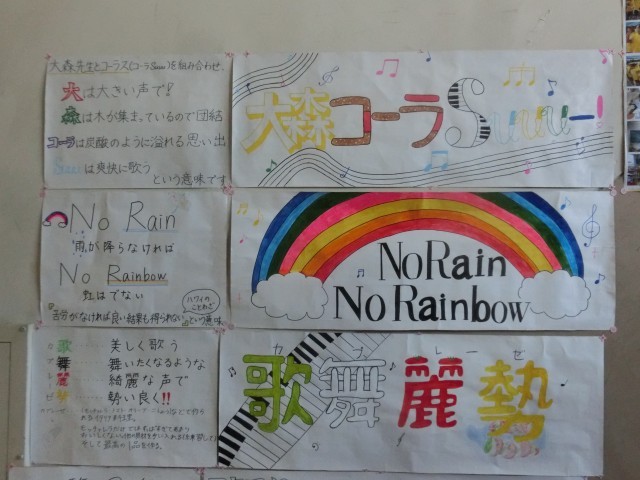 大森先生とコーラス(コーラSuuu)を組み合わせ、
大は大きい声で!
森は木が集まっているので団結
コーラは炭酸のように溢れる思い出
Suuuは爽快に歌う
という意味です
大森コーラSuuu-!
No Rain
雨が降らなければ
No Rainbow
虹はでない
ハワイの
ことわざ
『苦労がなければ良い結果も得られない』という意味
No Rain
No Rainbow
歌 美しく歌う
舞 舞いたくなるような
麗 綺麗な声で
勢 勢い良く!!
カナレーゼ
歌舞麗勢